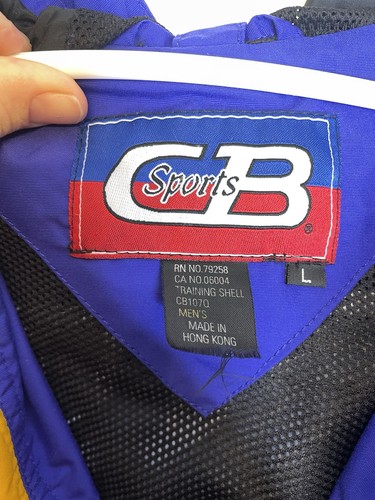 CB Sports®
L
RN NO.79258
CA NO.06004
TRAINING SHELL
CB1070
MEN'S
MADE IN
HONG KONG